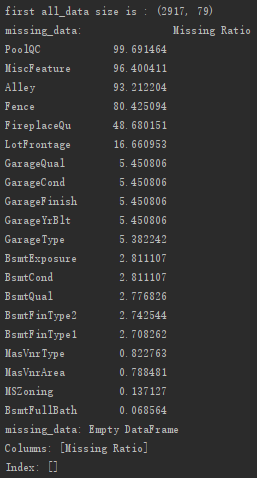 first all_data size is : (2917, 79)
missing_data:                Missing Ratio
PoolQC            99.691464
MiscFeature       96.400411
Alley             93.212204
Fence             80.425094
FireplaceQu       48.680151
LotFrontage       16.660953
GarageQual         5.450806
GarageCond         5.450806
GarageFinish       5.450806
GarageYrBlt        5.450806
GarageType         5.382242
BsmtExposure       2.811107
BsmtCond           2.811107
BsmtQual           2.776826
BsmtFinType2       2.742544
BsmtFinType1       2.708262
MasVnrType         0.822763
MasVnrArea         0.788481
MSZoning           0.137127
BsmtFullBath       0.068564
missing_data: Empty DataFrame
Columns: [Missing Ratio]
Index: []